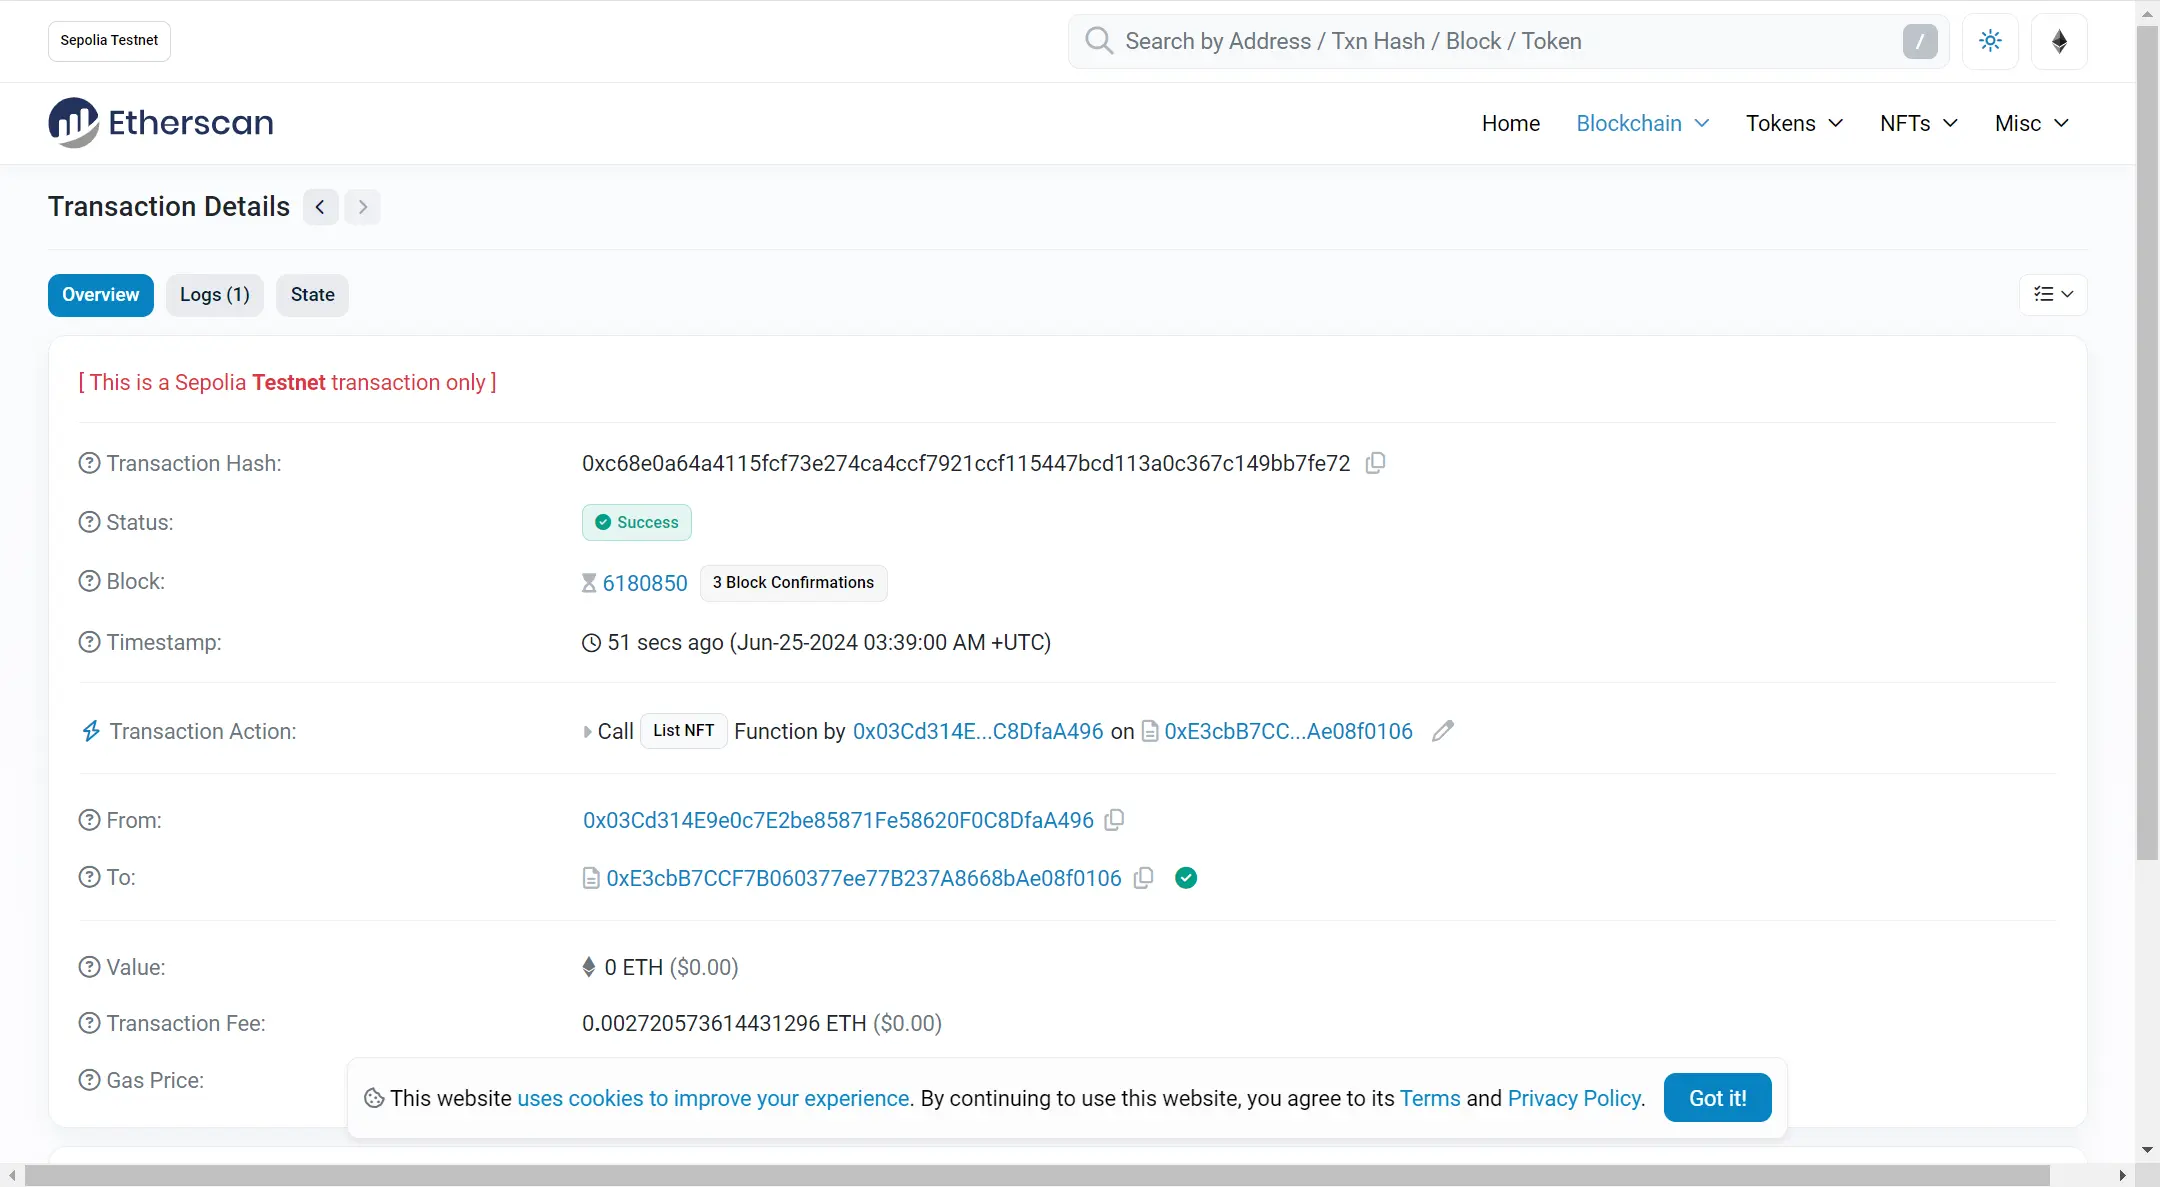 Sepolia Testnet
Search by Address / Txn Hash / Block / Token
/
Etherscan
Home
Blockchain
Tokens
NFTs
Misc
Transaction Details
Overview
Logs (1)
State
[ This is a Sepolia Testnet transaction only ]
Transaction Hash:
0xc68e0a64a4115fcf73e274ca4ccf7921ccf115447bcd113a0c367c149bb7fe72
Status:
Success
Block:
6180850
3 Block Confirmations
Timestamp:
51 secs ago (Jun-25-2024 03:39:00 AM +UTC)
Transaction Action:
Call List NFT Function by 0x03Cd314E...C8DfaA496 on 0xE3cbB7CC...Ae08f0106
From:
0x03Cd314E9e0c7E2be85871Fe58620F0C8DfaA496
To:
0xE3cbB7CCF7B060377ee77B237A8668bAe08f0106
Value:
0 ETH ($0.00)
Transaction Fee:
0.002720573614431296 ETH ($0.00)
Gas Price:
This website uses cookies to improve your experience. By continuing to use this website, you agree to its Terms and Privacy Policy.
Got it!